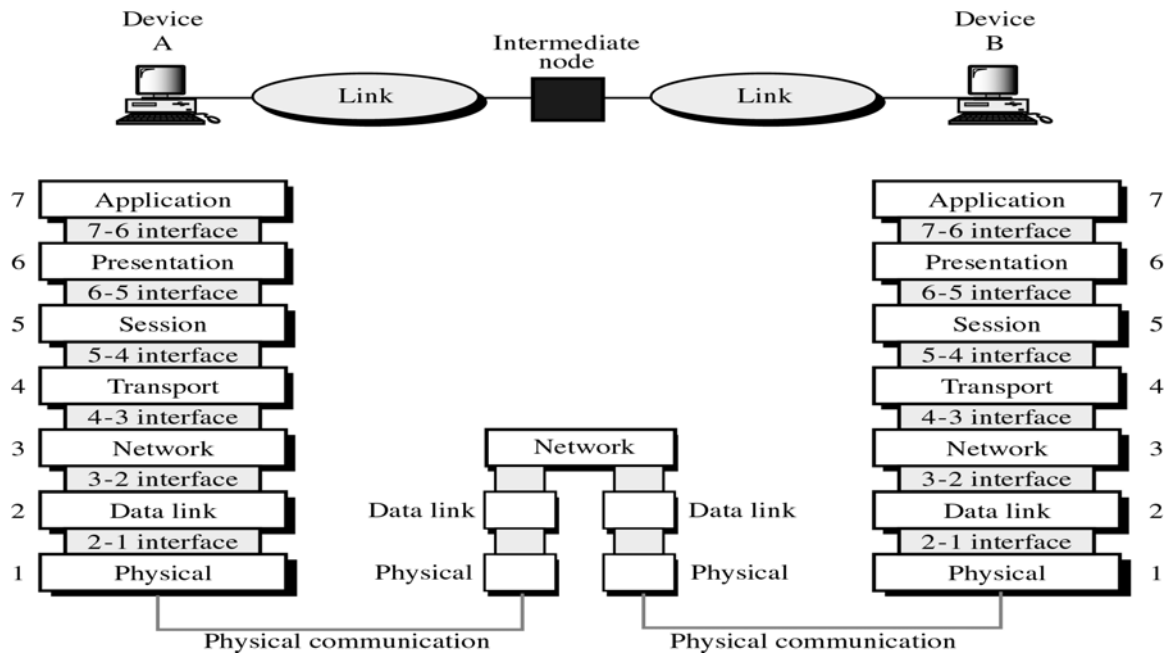 Device
A
Device
B
Intermediate
node
Link
Link
7
Application
Application
7
7-6 interface
7-6 interface
6
Presentation
Presentation
6
6-5 interface
6-5 interface
5
Session
Session
5
5-4 interface
5-4 interface
4
Transport
Transport
4
4-3 interface
4-3 interface
3
Network
Network
Network
3
3-2 interface
3-2 interface
2
Data link
Data link
Data link
Data link
2
2-1 interface
2-1 interface
1
Physical
Physical
Physical
Physical
1
Physical communication
Physical communication